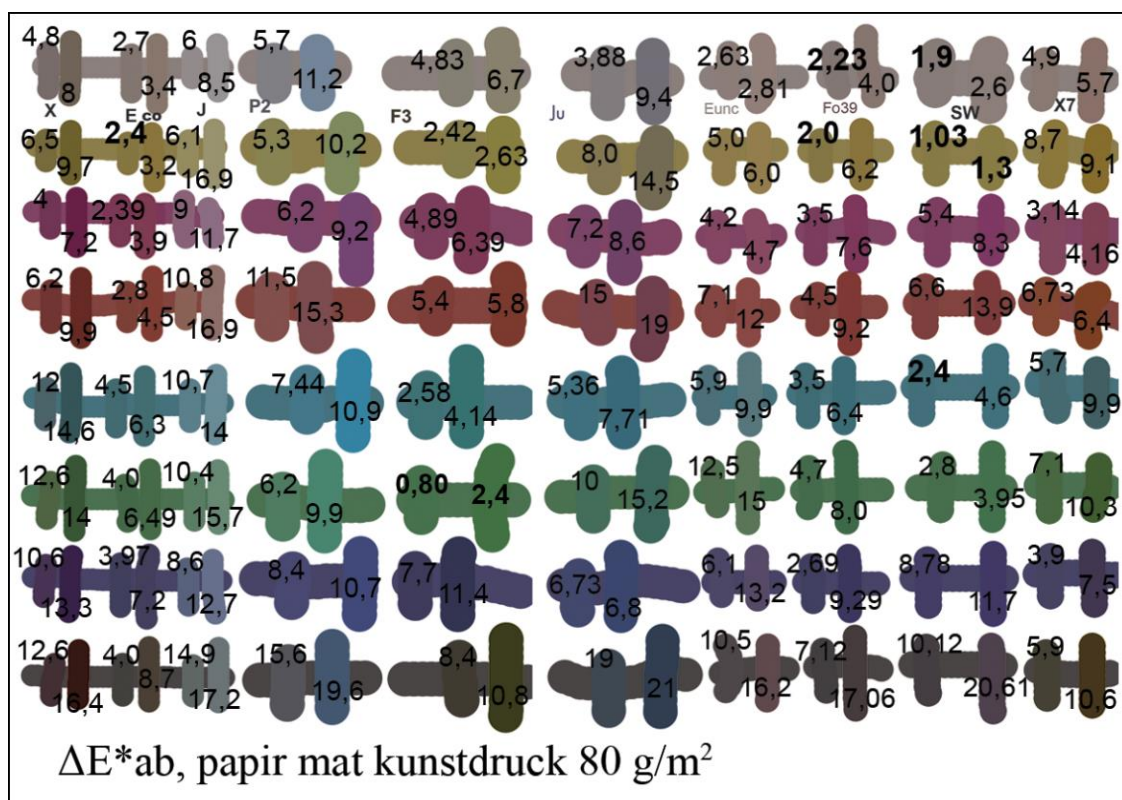 4,8 2,7 6 5,7 4,83 3,88 2,63 2,23 1,9 4,9
8 3,4 8,5 11,2 6,7 9,4 2,81 4,0 2,6 5,7
X E co J P2 F3 Ju Eunc Fo39 SW X7
6,5 2,4 6,1 5,3 2,42 8,0 5,0 2,0 1,03 8,7
9,7 3,2 16,9 10,2 2,63 14,5 6,0 6,2 1,3 9,1
4 2,39 9 6,2 4,89 7,2 4,2 3,5 5,4 3,14
7,2 3,9 11,7 9,2 6,39 8,6 4,7 7,6 8,3 4,16
6,2 2,8 10,8 11,5 5,4 15 7,1 4,5 6,6 6,73
9,9 4,5 16,9 15,3 5,8 19 12 9,2 13,9 6,4
12 4,5 10,7 7,44 2,58 5,36 5,9 3,5 2,4 5,7
14,6 6,3 14 10,9 4,14 7,71 9,9 6,4 4,6 9,9
12,6 4,0 10,4 6,2 0,80 10 12,5 4,7 2,8 7,1
14 6,49 15,7 9,9 2,4 15,2 15 8,0 3,95 10,3
10,6 3,97 8,6 8,4 7,7 6,73 6,1 2,69 8,78 3,9
13,3 7,2 12,7 10,7 11,4 6,8 13,2 9,29 11,7 7,5
12,6 4,0 14,9 15,6 8,4 19 10,5 7,12 10,12 5,9
16,4 8,7 17,2 19,6 10,8 21 16,2 17,06 20,61 10,6
ΔE*ab, papir mat kunstdruck 80 g/m²